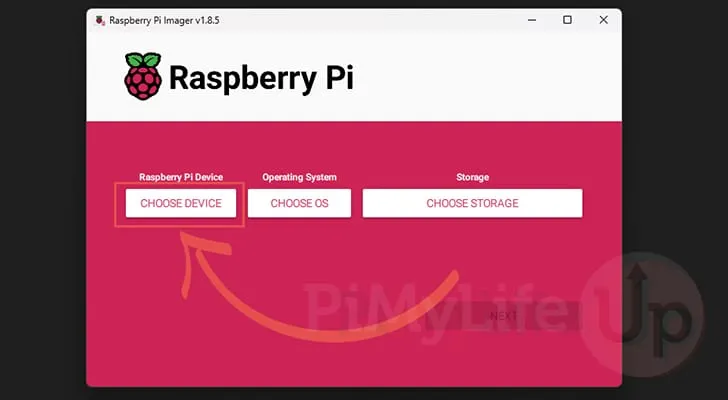 Raspberry Pi Imager v1.8.5
Raspberry Pi
Raspberry Pi Device
Operating System
Storage
CHOOSE DEVICE
CHOOSE OS
CHOOSE STORAGE
NEXT
PiMyLifeUp